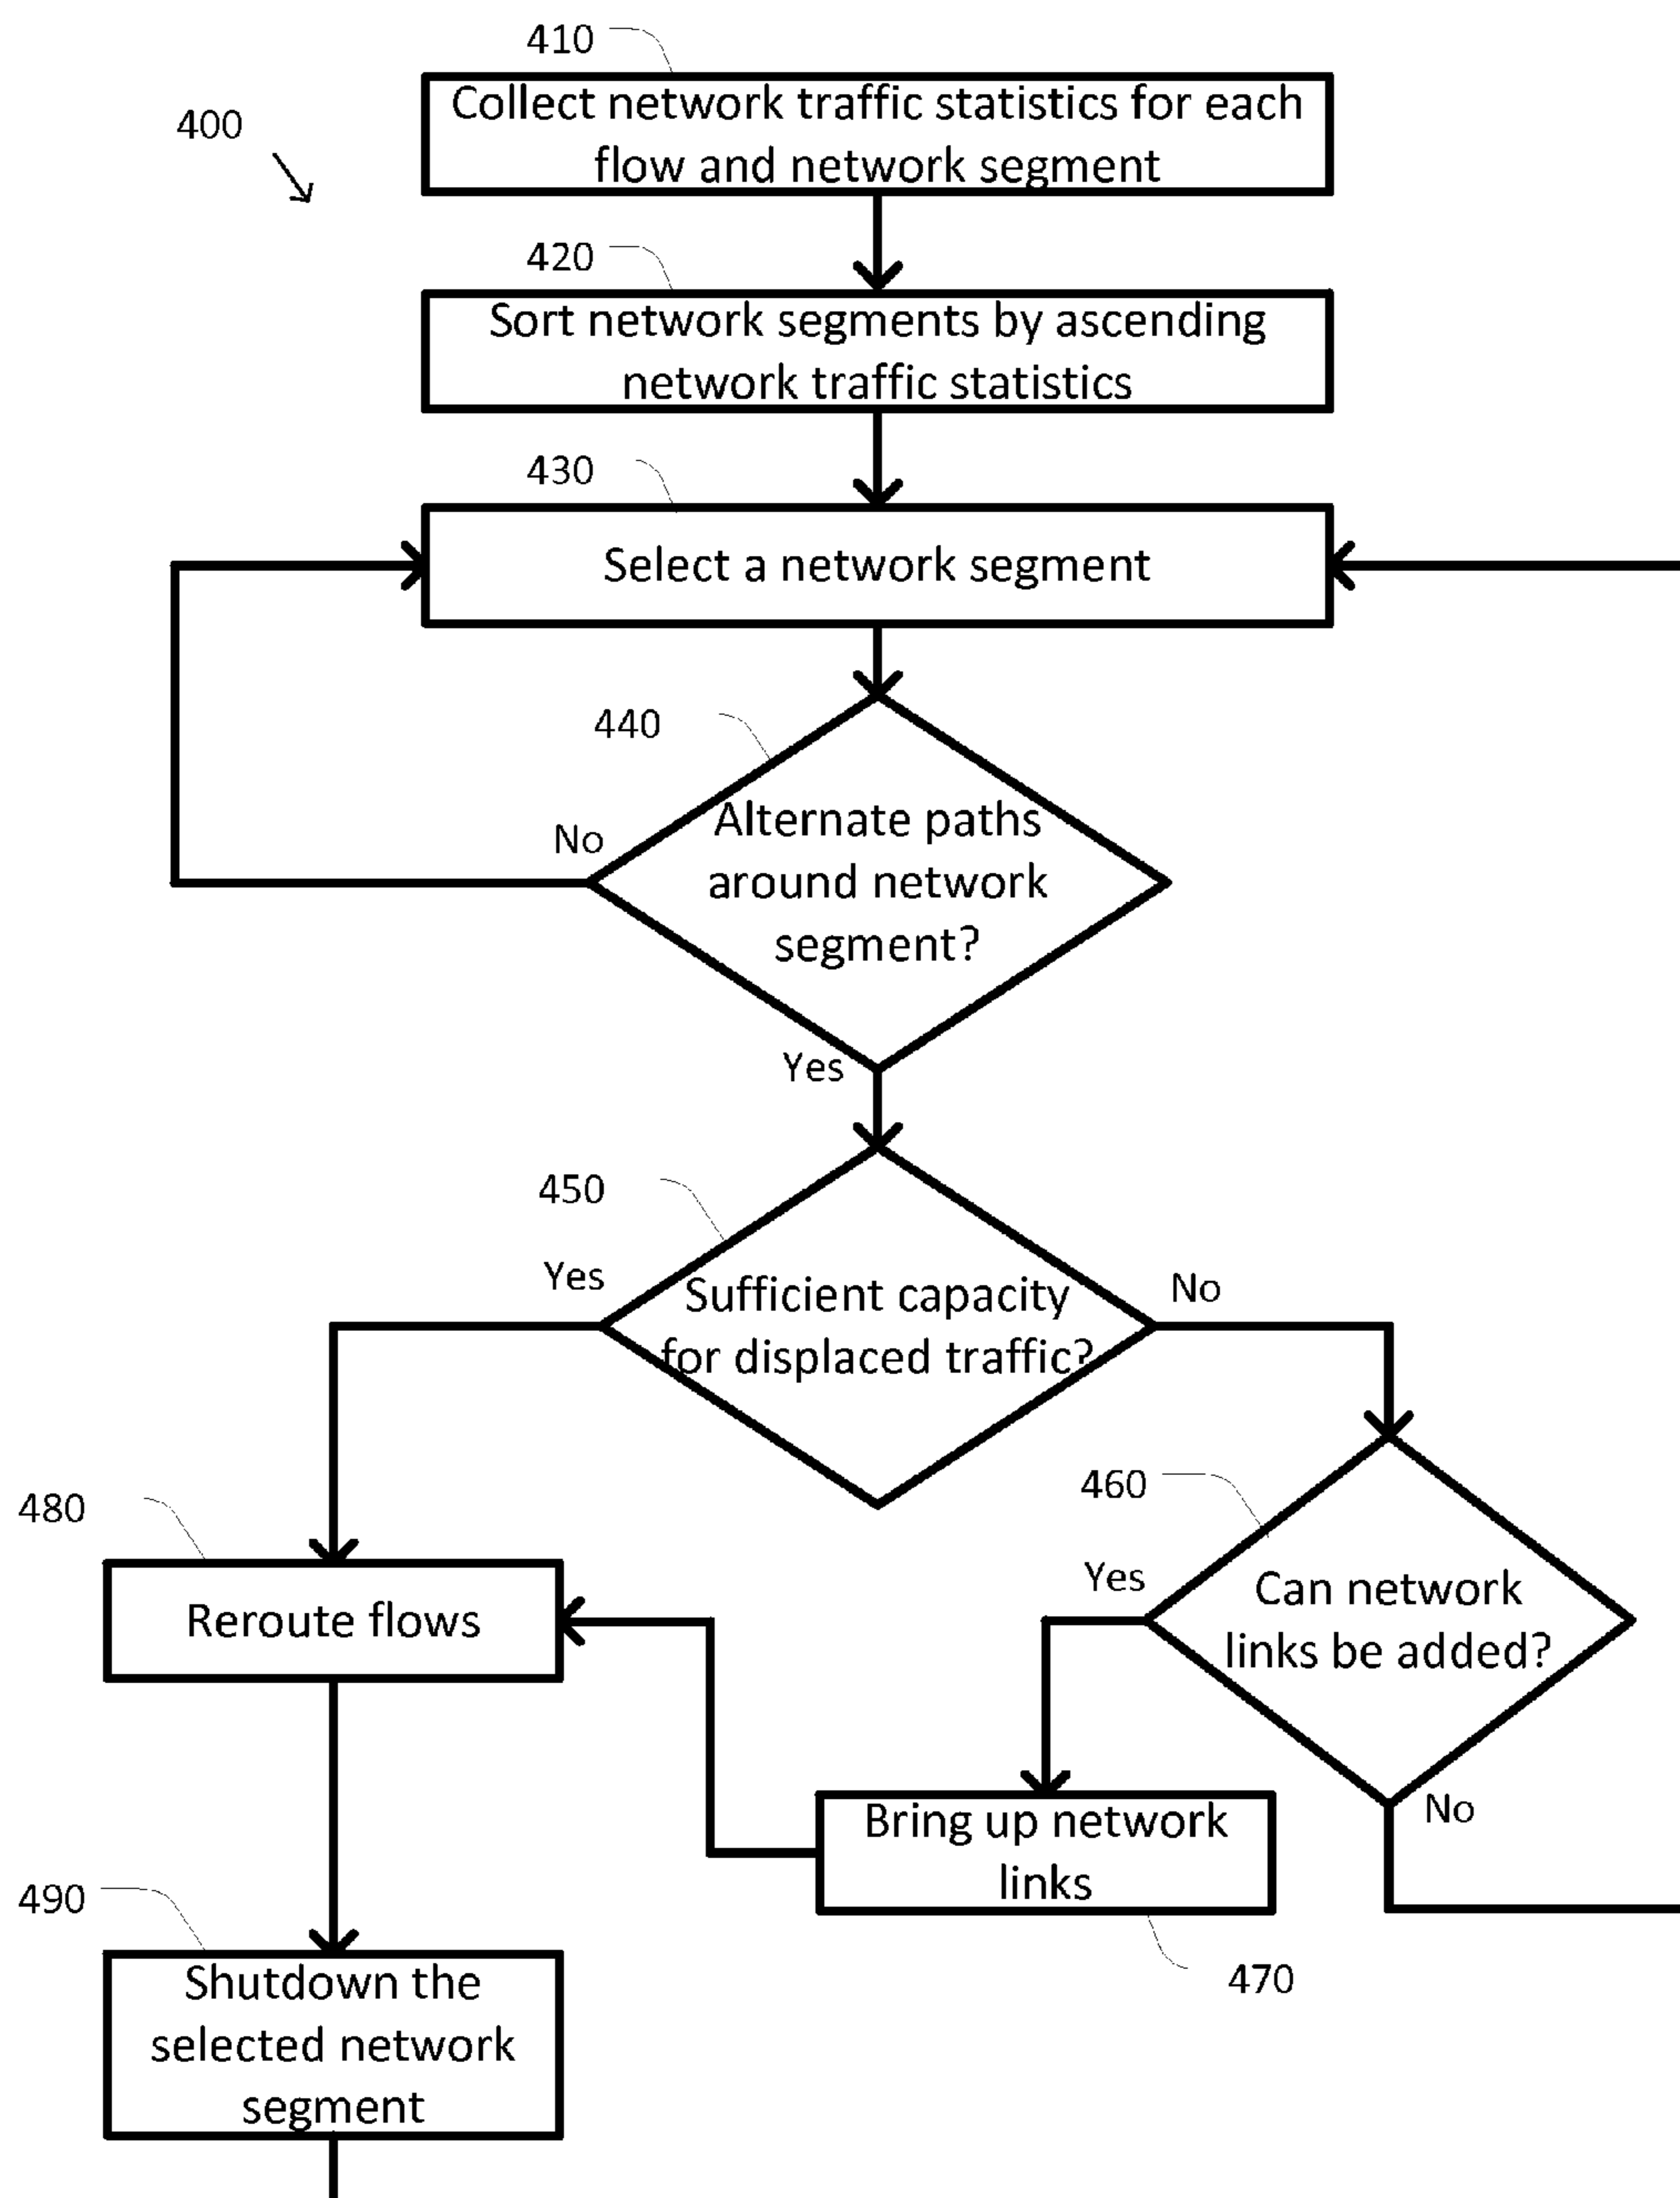 410
400
Collect network traffic statistics for each
flow and network segment
420
Sort network segments by ascending
network traffic statistics
430
Select a network segment
440
Alternate paths
around network
segment?
No
Yes
450
Yes
Sufficient capacity
for displaced traffic?
No
460
480
Reroute flows
Yes
Can network
links be added?
No
Bring up network
links
470
490
Shutdown the
selected network
segment